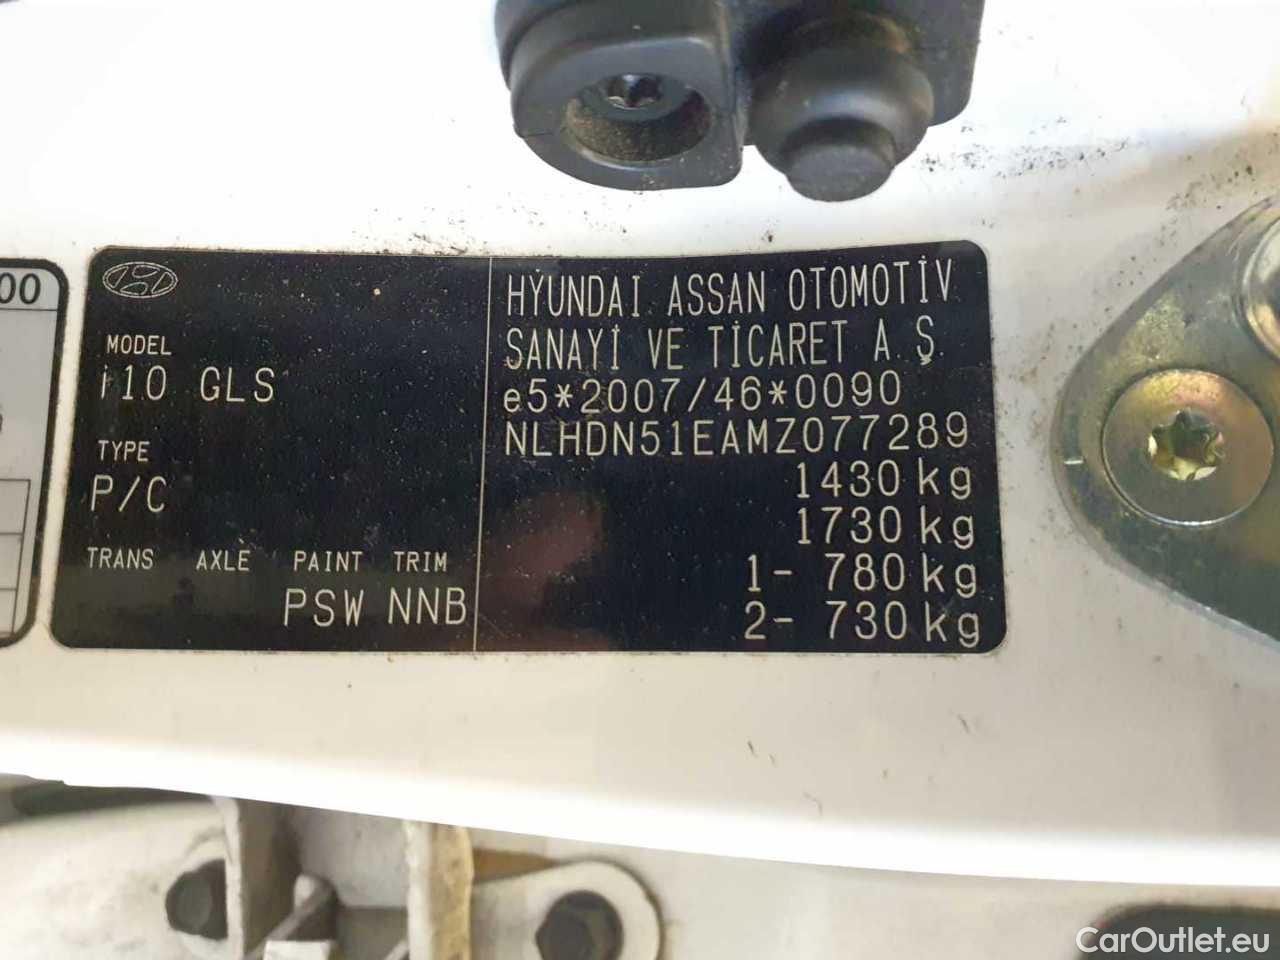 00
MODEL
i10 GLS
TYPE
P/C
TRANS AXLE PAINT TRIM
PSW NNB
HYUNDAI ASSAN OTOMOTİV
SANAYİ VE TİCARET A.Ş.
e5*2007/46*0090
NLHDN51EAMZ077289
1430 kg
1730 kg
1- 780 kg
2- 730 kg
CarOutlet.eu